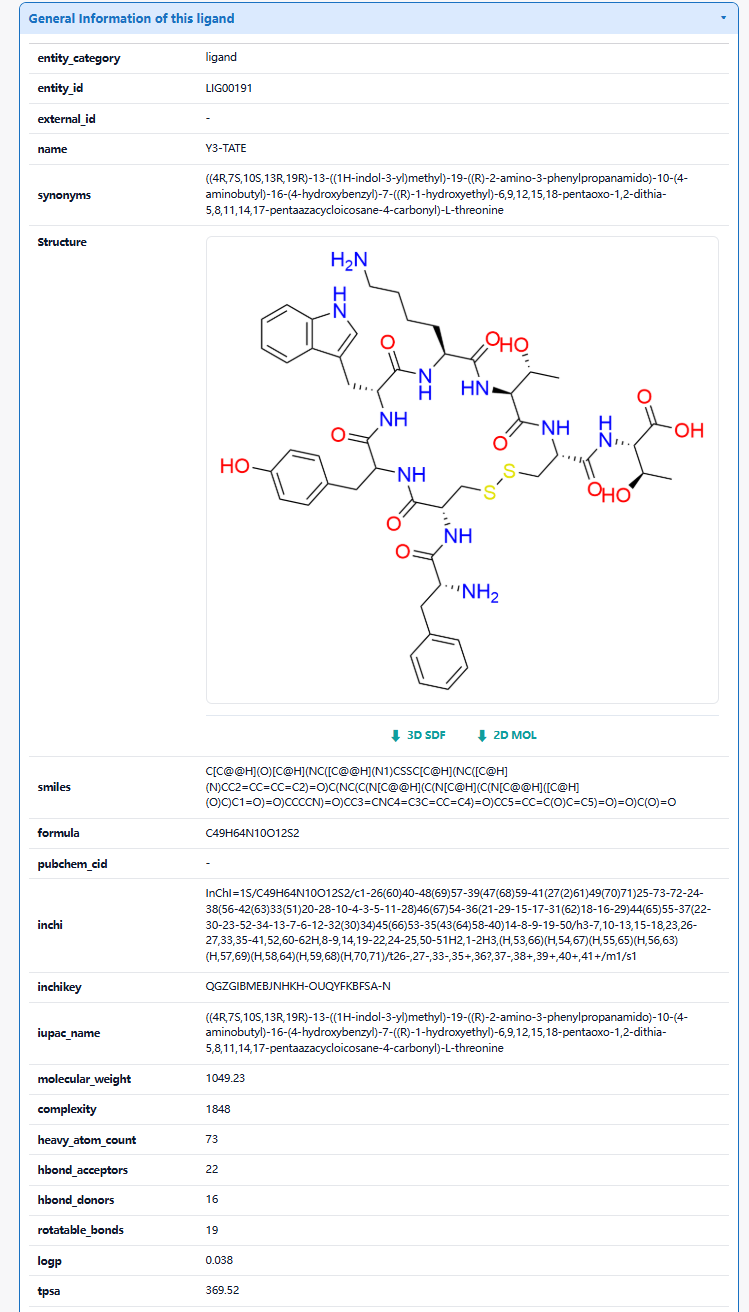 General Information of this ligand
entity_category ligand
entity_id LIG00191
external_id -
name Y3-TATE
synonyms ((4R,7S,10S,13R,19R)-13-((1H-indol-3-yl)methyl)-19-((R)-2-amino-3-phenylpropanamido)-10-(4-
aminobutyl)-16-(4-hydroxybenzyl)-7-((R)-1-hydroxyethyl)-6,9,12,15,18-pentaoxo-1,2-dithia-
5,8,11,14,17-pentaazacycloicosane-4-carbonyl)-L-threonine
Structure
H2N
H
N
O
O
HO
N
H
HN
O
NH
O
NH
H
N
O
OH
O
HO
NH
S
S
O
HO
O
NH
O
NH2
3D SDF 2D MOL
smiles C[C@@H](O)[C@H](NC([C@@H](N1)CSSC[C@H](NC([C@H]
(N)CC2=CC=CC=C2)=O)C(NC(C(N[C@@H](C(N[C@H](C(N[C@@H]([C@H]
(O)C)C1=O)=O)CCCCN)=O)CC3=CNC4=C3C=CC=C4)=O)CC5=CC=C(O)C=C5)=O)=O)C(O)=O
formula C49H64N10O12S2
pubchem_cid -
inchi InChI=1S/C49H64N10O12S2/c1-26(60)40-48(69)57-39(47(68)59-41(27(2)61)49(70)71)25-73-72-24-
38(56-42(63)33(51)20-28-10-4-3-5-11-28)46(67)54-36(21-29-15-17-31(62)18-16-29)44(65)55-37(22-
30-23-52-34-13-7-6-12-32(30)34)45(66)53-35(43(64)58-40)14-8-9-19-50/h3-7,10-13,15-18,23,26-
27,33,35-41,52,60-62H,8-9,14,19-22,24-25,50-51H2,1-2H3,(H,53,66)(H,54,67)(H,55,65)(H,56,63)
(H,57,69)(H,58,64)(H,59,68)(H,70,71)/t26-,27-,33-,35+,36?,37-,38+,39+,40+,41+/m1/s1
inchikey QGZGIBMEBJNHKH-OUQYFKBFSA-N
iupac_name ((4R,7S,10S,13R,19R)-13-((1H-indol-3-yl)methyl)-19-((R)-2-amino-3-phenylpropanamido)-10-(4-
aminobutyl)-16-(4-hydroxybenzyl)-7-((R)-1-hydroxyethyl)-6,9,12,15,18-pentaoxo-1,2-dithia-
5,8,11,14,17-pentaazacycloicosane-4-carbonyl)-L-threonine
molecular_weight 1049.23
complexity 1848
heavy_atom_count 73
hbond_acceptors 22
hbond_donors 16
rotatable_bonds 19
logp 0.038
tpsa 369.52